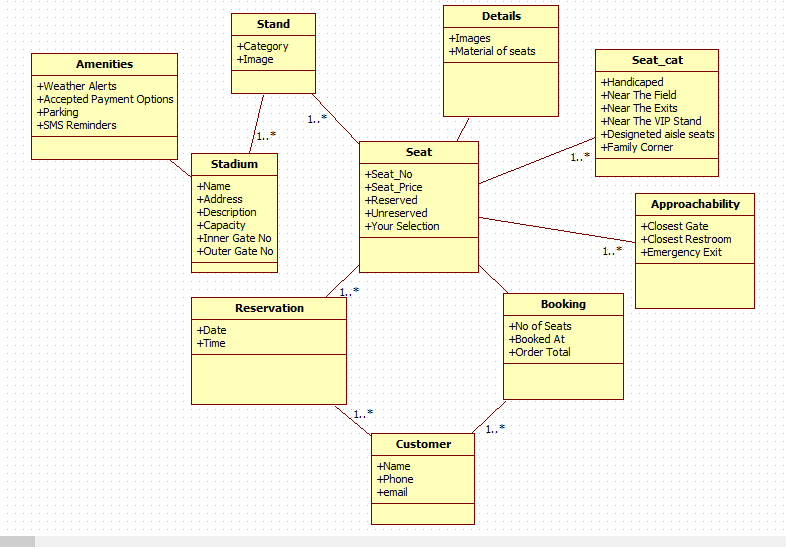 Stand
+Category
+Image
Details
+Images
+Material of seats
Amenities
+Weather Alerts
+Accepted Payment Options
+Parking
+SMS Reminders
Seat_cat
+Handicaped
+Near The Field
+Near The Exits
+Near The VIP Stand
+Designeted aisle seats
+Family Corner
1..*
1..*
1..*
Stadium
+Name
+Address
+Description
+Capacity
+Inner Gate No
+Outer Gate No
Seat
+Seat_No
+Seat_Price
+Reserved
+Unreserved
+Your Selection
Approachability
+Closest Gate
+Closest Restroom
+Emergency Exit
1..*
1..*
Reservation
+Date
+Time
Booking
+No of Seats
+Booked At
+Order Total
1..*
1..*
Customer
+Name
+Phone
+email